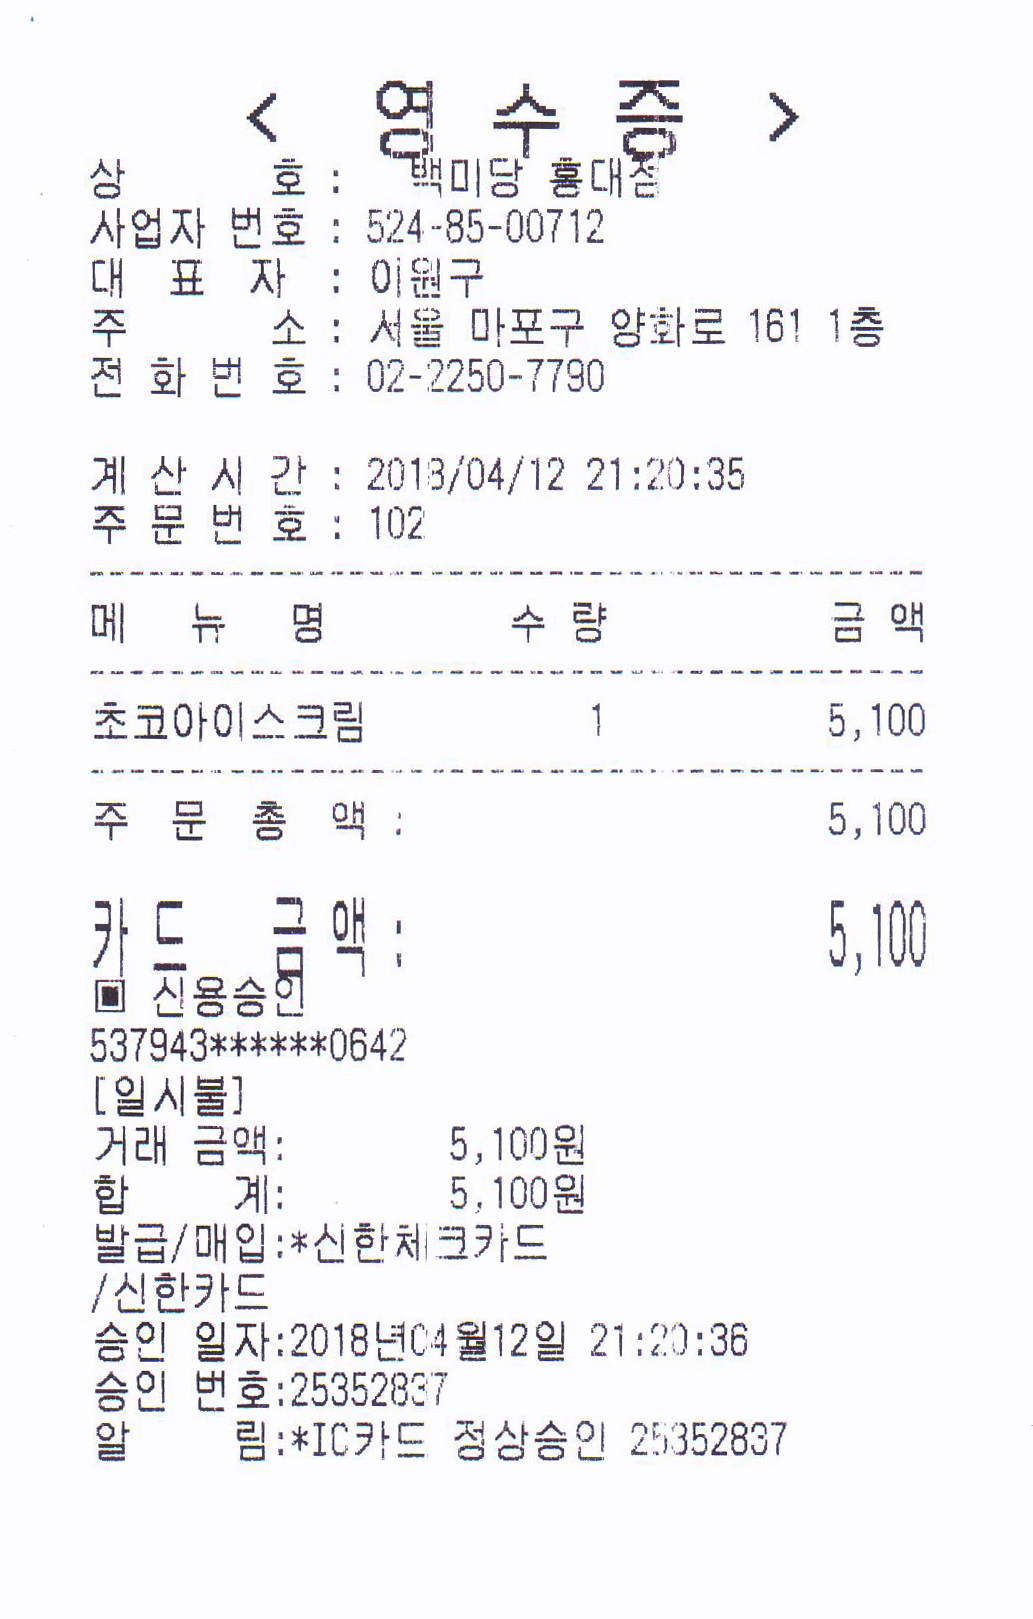 < 영 수 증 >
상 호 : 백미당 홍대점
사업자 번호 : 524-85-00712
대 표 자 : 이원구
주 소 : 서울 마포구 양화로 161 1층
전 화 번 호 : 02-2250-7790
계 산 시 간 : 2018/04/12 21:20:35
주 문 번 호 : 102
메 뉴 명 수 량 금 액
초코아이스크림 1 5,100
주 문 총 액 : 5,100
카 드 금 액 : 5,100
▣ 신용승인
537943******0642
[일시불]
거래 금액: 5,100원
합 계: 5,100원
발급/매입:*신한체크카드
/신한카드
승인 일자:2018년04월12일 21:20:36
승인 번호:25352837
알 림:*IC카드 정상승인 25352837